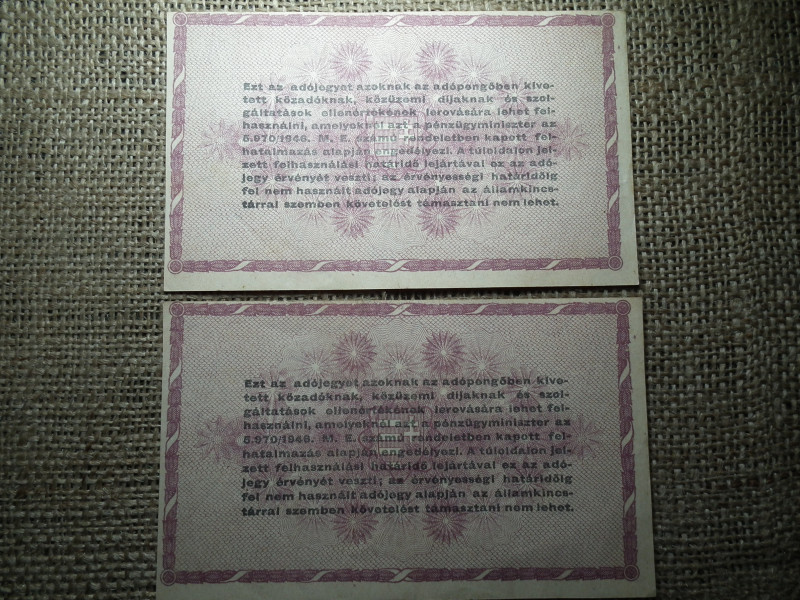 Ezt az adójegyet azoknak az adópengőben kive-
tett közadóknak, közüzemi díjaknak és szol-
gáltatások ellenértékének lerovására lehet fel-
használni, amelyeknél azt a pénzügyminiszter az
5.970/1946. M. E. számú rendeletben kapott fel-
hatalmazás alapján engedélyezi. A túloldalon jel-
zett felhasználási határidő lejártával ez az adó-
jegy érvényét veszti; az érvényességi határidőig
fel nem használt adójegy alapján az államkincs-
tárral szemben követelést támasztani nem lehet.
Ezt az adójegyet azoknak az adópengőben kive-
tett közadóknak, közüzemi díjaknak és szol-
gáltatások ellenértékének lerovására lehet fel-
használni, amelyeknél azt a pénzügyminiszter az
5.970/1946. M. E. számú rendeletben kapott fel-
hatalmazás alapján engedélyezi. A túloldalon jel-
zett felhasználási határidő lejártával ez az adó-
jegy érvényét veszti; az érvényességi határidőig
fel nem használt adójegy alapján az államkincs-
tárral szemben követelést támasztani nem lehet.